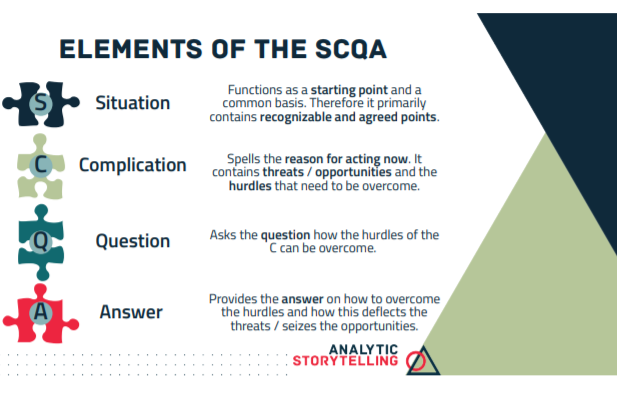 ELEMENTS OF THE SCQA
S
Situation
Functions as a starting point and a
common basis. Therefore it primarily
contains recognizable and agreed points.
C
Complication
Spells the reason for acting now. It
contains threats / opportunities and the
hurdles that need to be overcome.
Q
Question
Asks the question how the hurdles of the
C can be overcome.
A
Answer
Provides the answer on how to overcome
the hurdles and how this deflects the
threats / seizes the opportunities.
ANALYTIC
STORYTELLING